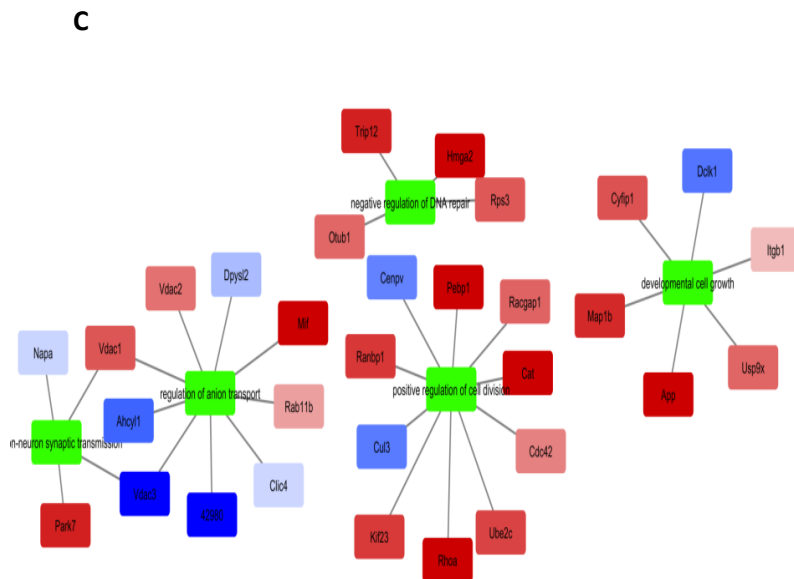 C
Trip12
Hmga2
negative regulation of DNA repair
Rps3
Otub1
Dclk1
Cyfip1
Itgb1
developmental cell growth
Map1b
Usp9x
App
Vdac2
Dpysl2
Mif
Napa
Vdac1
regulation of anion transport
Rab11b
Ahcyl1
n-neuron synaptic transmission
Clic4
Vdac3
42630
Park7
Cenpv
Pebp1
Racgap1
Ranbp1
Cat
positive regulation of cell division
Cul3
Cdc42
Kif23
Ube2c
Rhoa